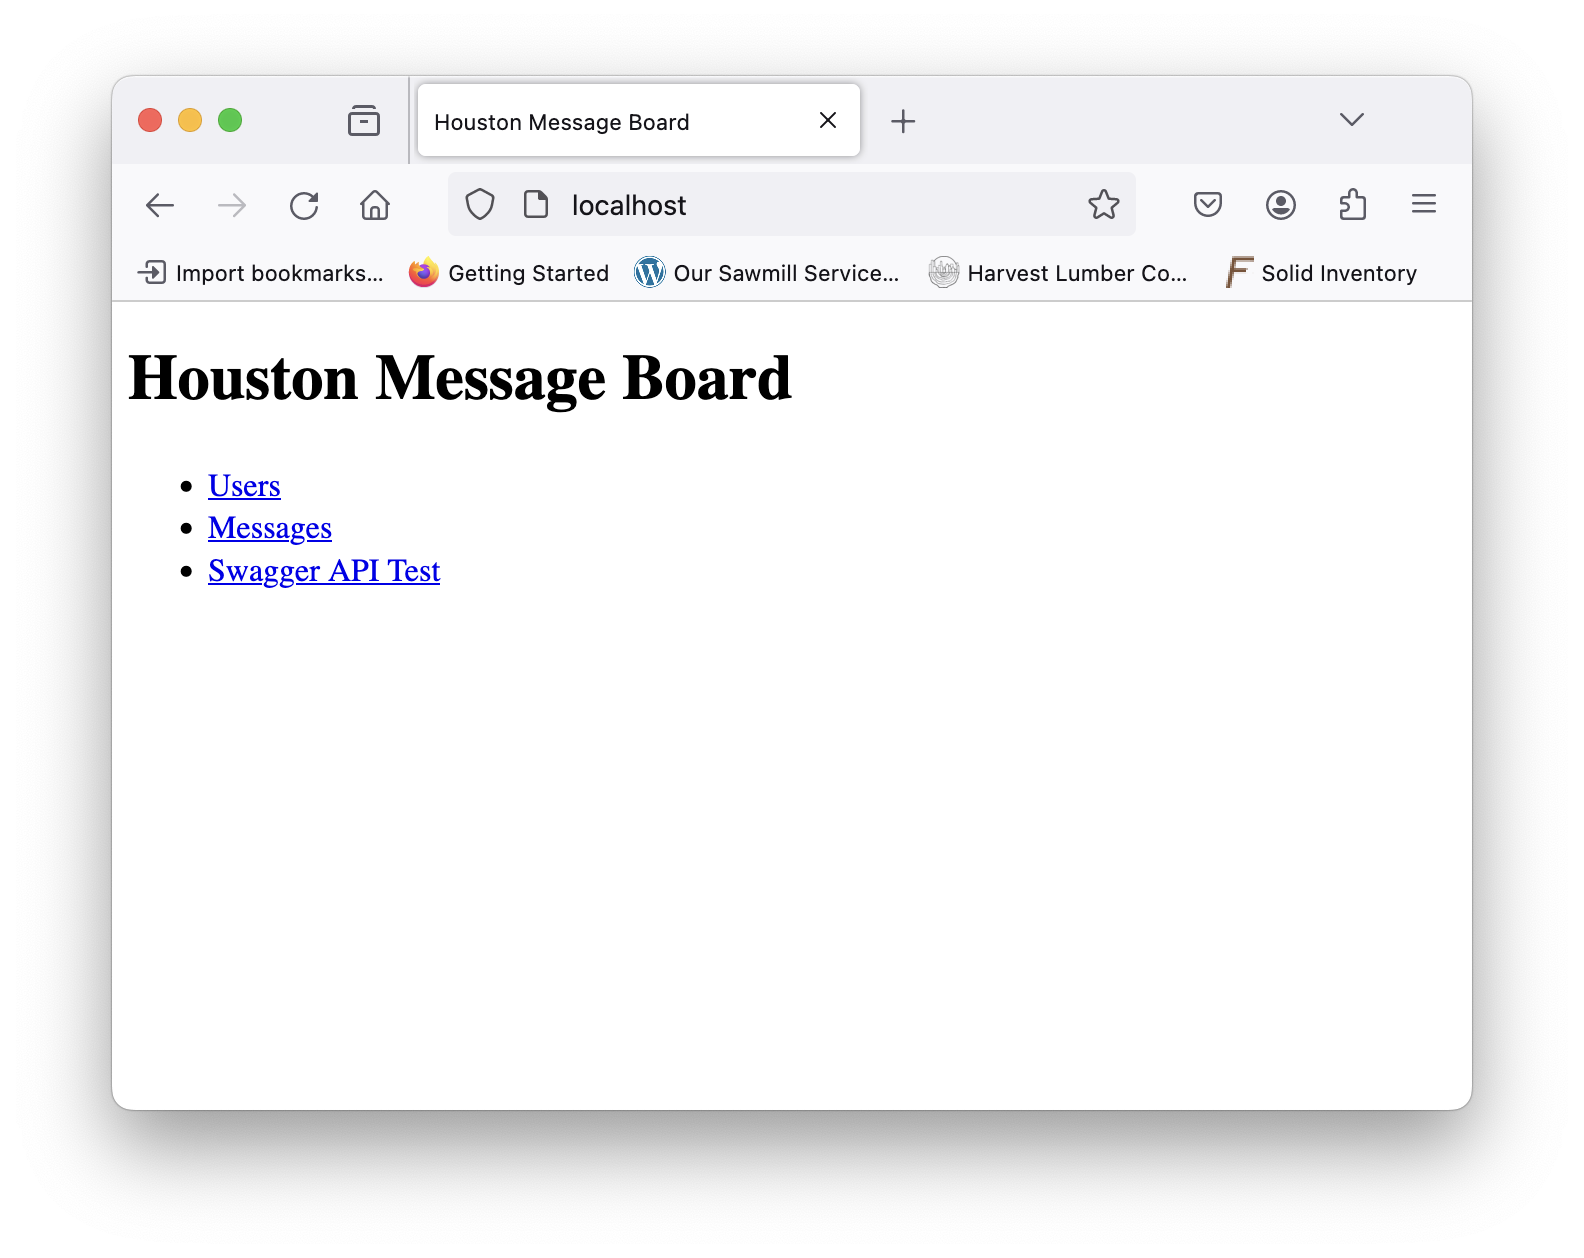 Houston Message Board
localhost
Import bookmarks... Getting Started Our Sawmill Service... Harvest Lumber Co... Solid Inventory
Houston Message Board
Users
Messages
Swagger API Test